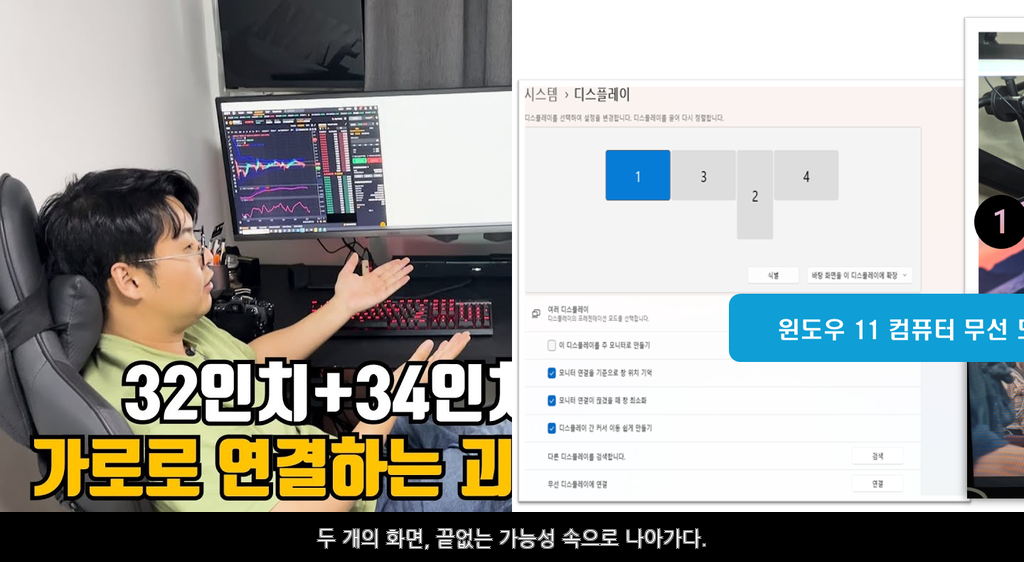 32인치+34인치
가로로 연결하는 괴
시스템 › 디스플레이
디스플레이를 선택하여 설정을 변경합니다. 디스플레이를 끌어 다시 정렬합니다.
1
3
2
4
식별
바탕 화면을 이 디스플레이에 확장
여러 디스플레이
디스플레이의 프레젠테이션 모드를 선택합니다.
이 디스플레이를 주 모니터로 만들기
모니터 연결을 기준으로 창 위치 기억
모니터 연결이 끊겼을 때 창 최소화
디스플레이 간 커서 이동 쉽게 만들기
다른 디스플레이를 검색합니다.
검색
무선 디스플레이에 연결
연결
1
윈도우 11 컴퓨터 무선 모
두 개의 화면, 끝없는 가능성 속으로 나아가다.